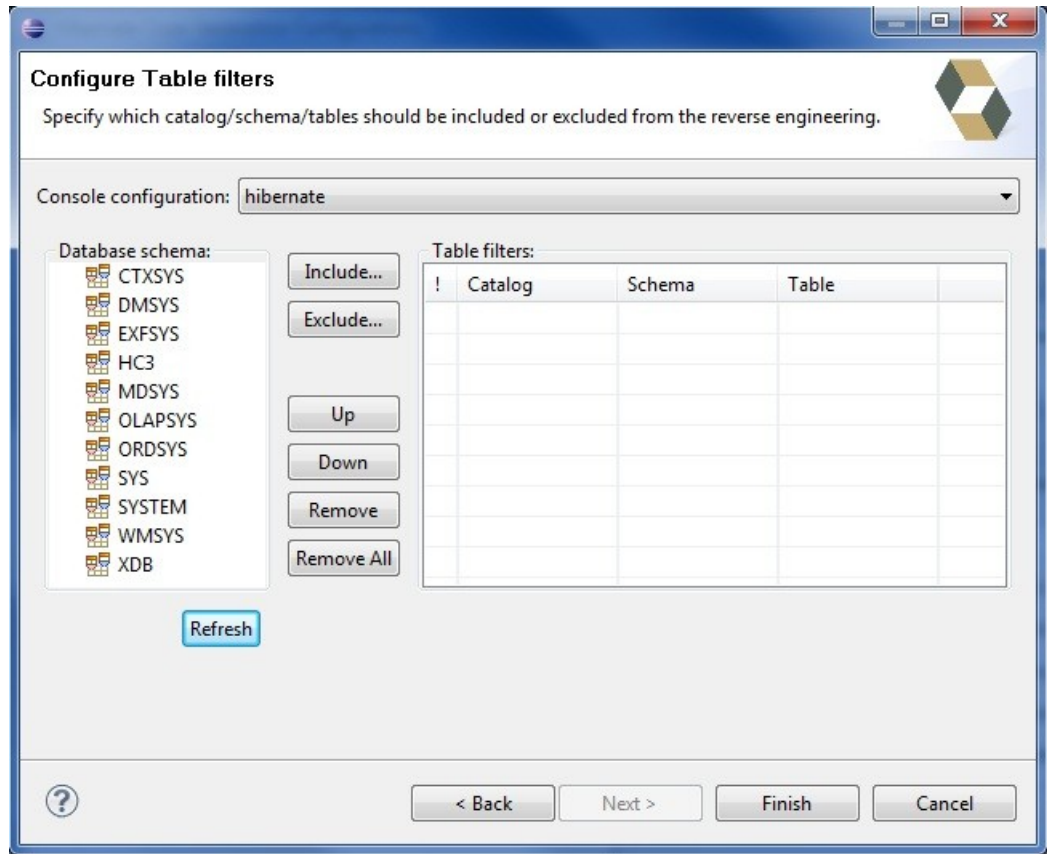 Configure Table filters
Specify which catalog/schema/tables should be included or excluded from the reverse engineering.
Console configuration: hibernate
Database schema:
CTXSYS
DMSYS
EXFSYS
HC3
MDSYS
OLAPSYS
ORDSYS
SYS
SYSTEM
WMSYS
XDB
Refresh
Include...
Exclude...
Up
Down
Remove
Remove All
Table filters:
! Catalog Schema Table
? < Back Next > Finish Cancel